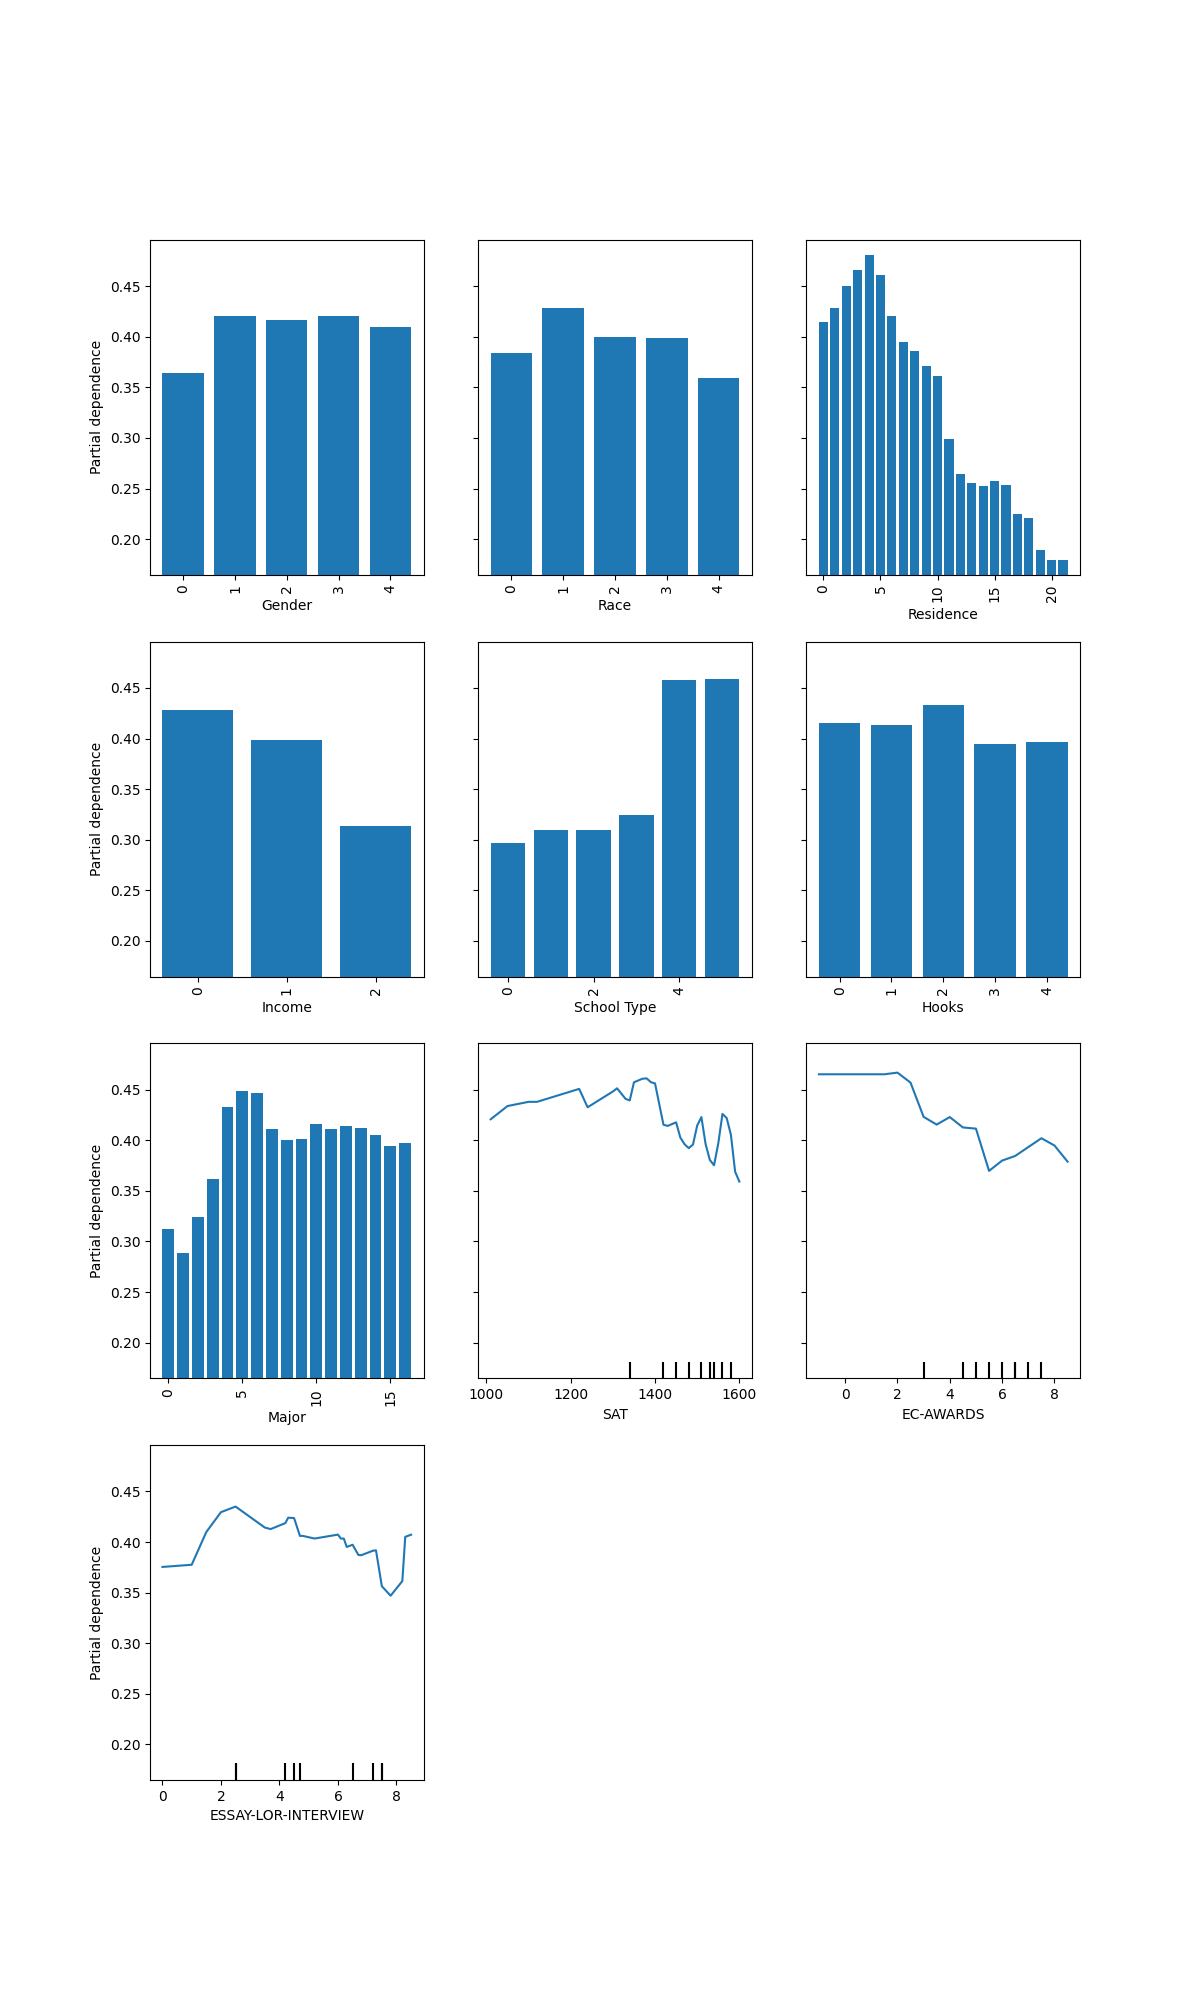 Partial dependence
0.45
0.40
0.35
0.30
0.25
0.20
0 1 2 3 4
Gender
0 1 2 3 4
Race
0 5 10 15 20
Residence
Partial dependence
0.45
0.40
0.35
0.30
0.25
0.20
0 1 2
Income
0 2 4
School Type
0 1 2 3 4
Hooks
Partial dependence
0.45
0.40
0.35
0.30
0.25
0.20
0 5 10 15
Major
1000 1200 1400 1600
SAT
0 2 4 6 8
EC-AWARDS
Partial dependence
0.45
0.40
0.35
0.30
0.25
0.20
0 2 4 6 8
ESSAY-LOR-INTERVIEW